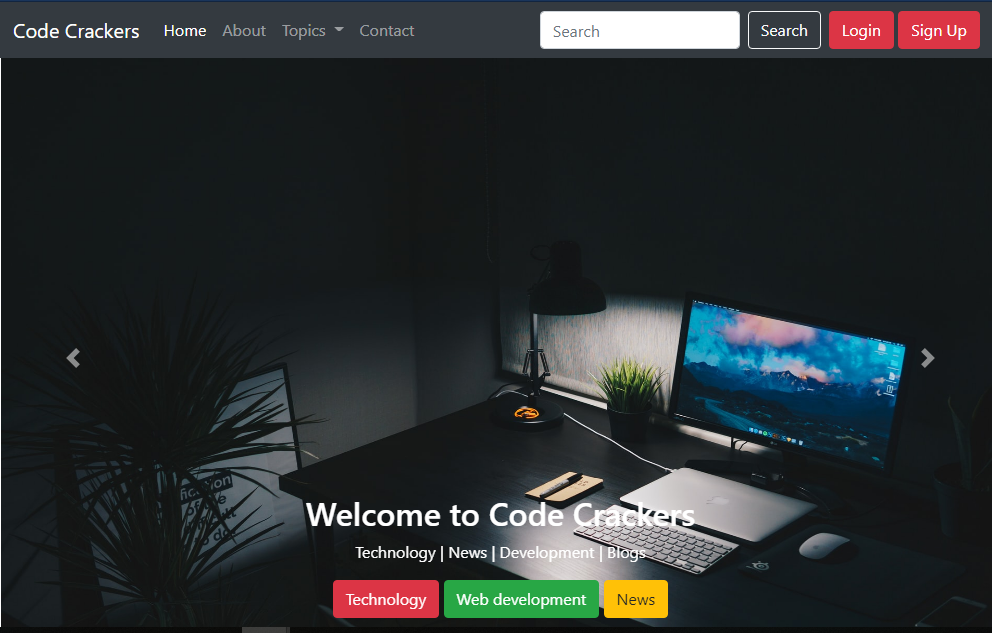 Code Crackers Home About Topics Contact Search Search Login Sign Up
fiction
Welcome to Code Crackers
Technology | News | Development | Blogs
Technology Web development News